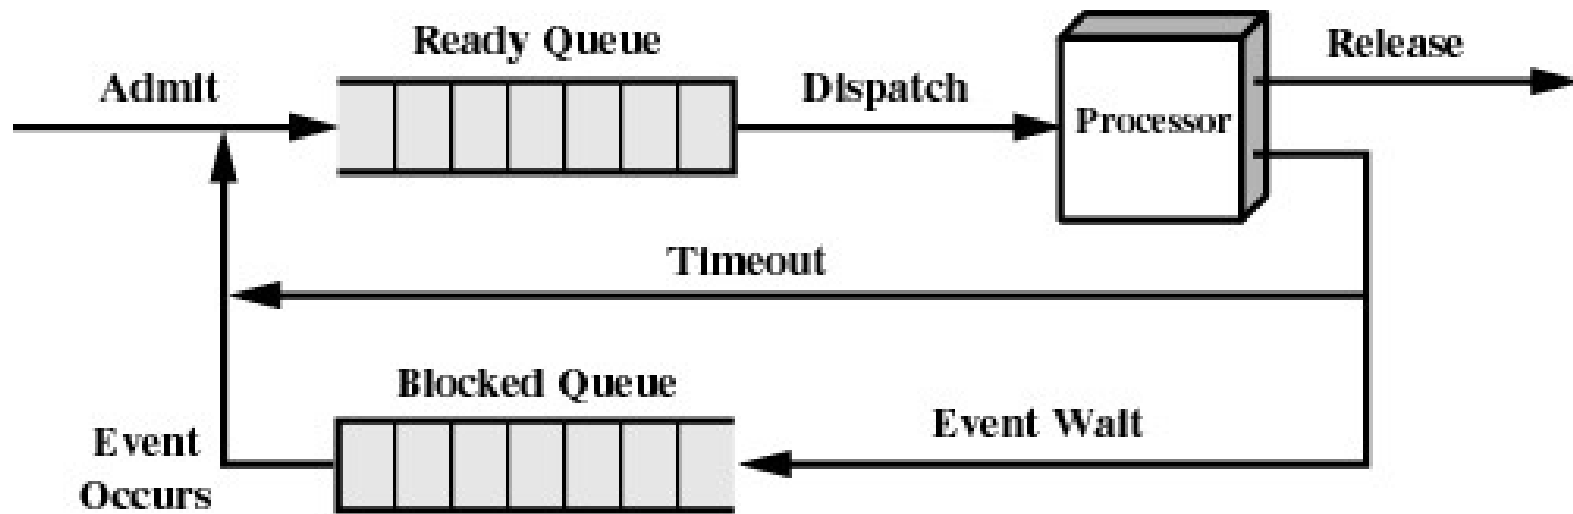 Ready Queue
Release
Admit
Dispatch
Processor
Timeout
Blocked Queue
Event Wait
Event
Occurs